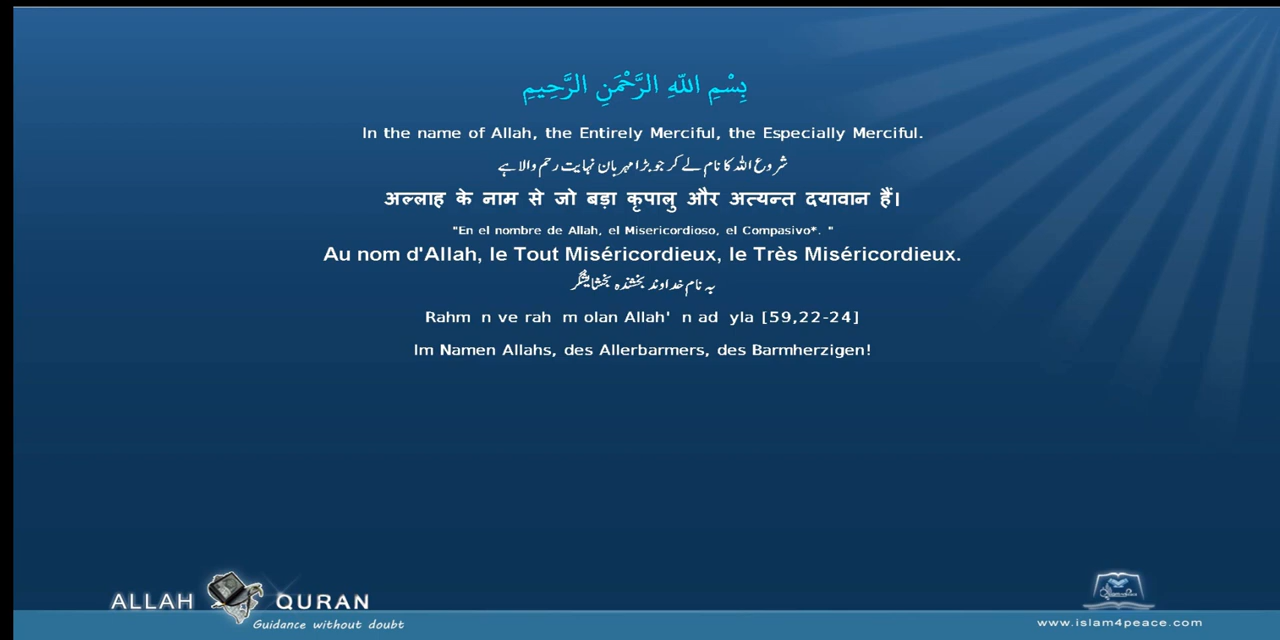 بِسْمِ اللّهِ الرَّحْمَنِ الرَّحِيمِ
In the name of Allah, the Entirely Merciful, the Especially Merciful.
شروع اللہ کا نام لے کر جو بڑا مہربان نہایت رحم والا ہے
अल्लाह के नाम से जो बड़ा कृपालु और अत्यन्त दयावान हैं।
"En el nombre de Allah, el Misericordioso, el Compasivo*. "
Au nom d'Allah, le Tout Miséricordieux, le Très Miséricordieux.
به نام خداوند بخشنده بخشایشگر
Rahm n ve rah m olan Allah' n ad yla [59,22-24]
Im Namen Allahs, des Allerbarmers, des Barmherzigen!
ALLAH QURAN
Guidance without doubt
www.islam4peace.com